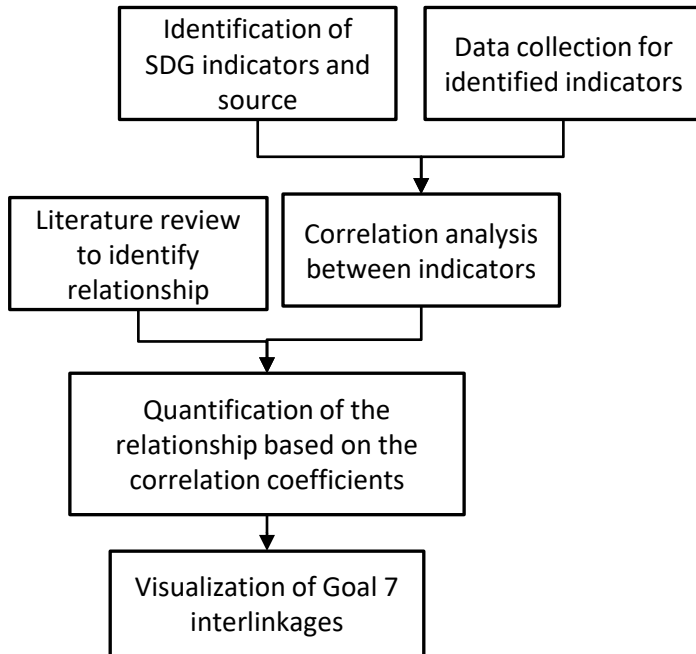 Identification of
SDG indicators and
source
Data collection for
identified indicators
Literature review
to identify
relationship
Correlation analysis
between indicators
Quantification of the
relationship based on the
correlation coefficients
Visualization of Goal 7
interlinkages